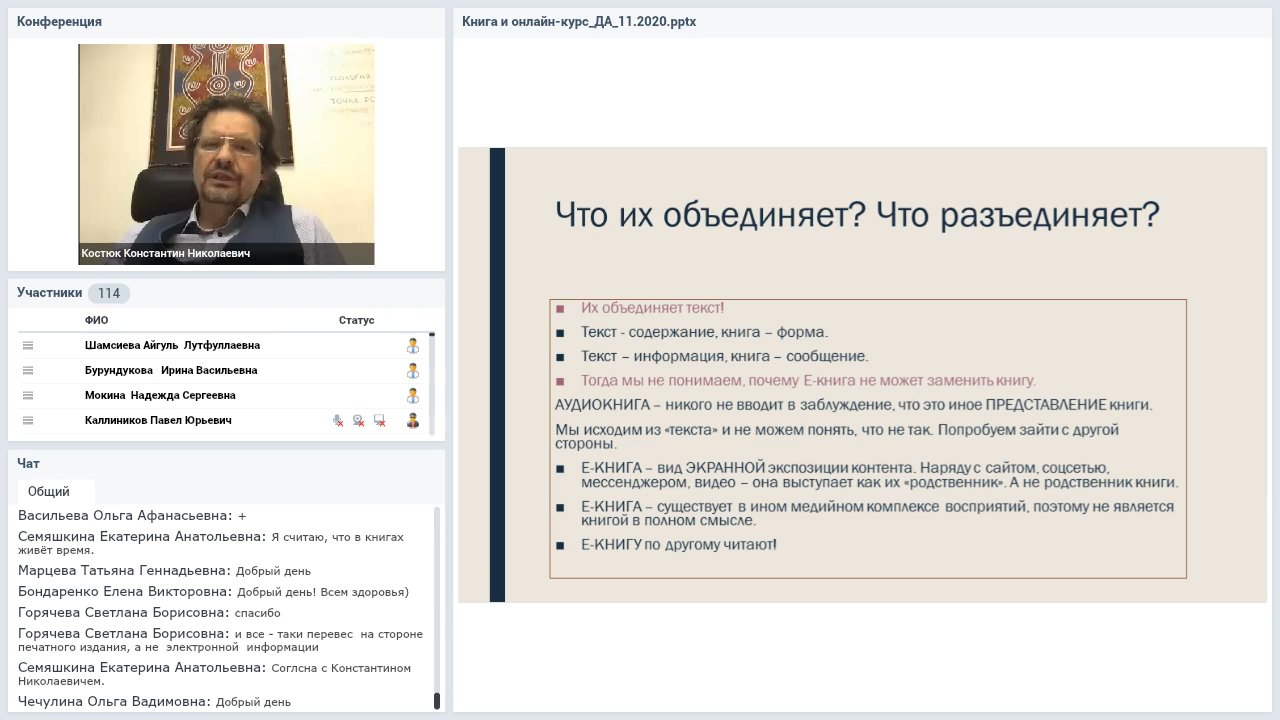 Конференция
ТЕОЛОГИЯ
Костюк Константин Николаевич
Участники 114
ФИО Статус
Шамсиева Айгуль Лутфуллаевна
Бурундукова Ирина Васильевна
Мокина Надежда Сергеевна
Каллиников Павел Юрьевич
Чат
Общий
Васильева Ольга Афанасьевна: +
Семяшкина Екатерина Анатольевна: Я считаю, что в книгах
живёт время.
Марцева Татьяна Геннадьевна: Добрый день
Бондаренко Елена Викторовна: Добрый день! Всем здоровья)
Горячева Светлана Борисовна: спасибо
Горячева Светлана Борисовна: и все - таки перевес на стороне
печатного издания, а не электронной информации
Семяшкина Екатерина Анатольевна: Соглсна с Константином
Николаевичем.
Чечулина Ольга Вадимовна: Добрый день
Книга и онлайн-курс_ДА_11.2020.pptx
Что их объединяет? Что разъединяет?
■ Их объединяет текст!
■ Текст - содержание, книга – форма.
■ Текст – информация, книга – сообщение.
■ Тогда мы не понимаем, почему Е-книга не может заменить книгу.
АУДИОКНИГА – никого не вводит в заблуждение, что это иное ПРЕДСТАВЛЕНИЕ книги.
Мы исходим из «текста» и не можем понять, что не так. Попробуем зайти с другой
стороны.
■ Е-КНИГА – вид ЭКРАННОЙ экспозиции контента. Наряду с сайтом, соцсетью,
мессенджером, видео – она выступает как их «родственник». А не родственник книги.
■ Е-КНИГА – существует в ином медийном комплексе восприятий, поэтому не является
книгой в полном смысле.
■ Е-КНИГУ по другому читают!